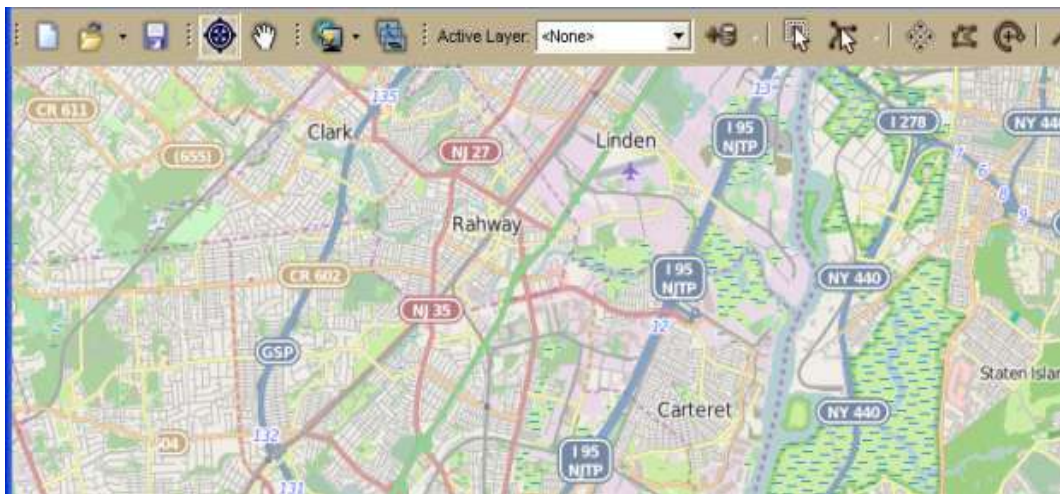 Active Layer: <None>
135
13
CR 611
I 278
NY 440
Clark
Linden
I 95
NJTP
(655)
NJ 27
7
6
8
9
Rahway
CR 602
I 95
NJTP
NY 440
NJ 35
12
GSP
Staten Islan
Carteret
NY 440
132
I 95
NJTP
131